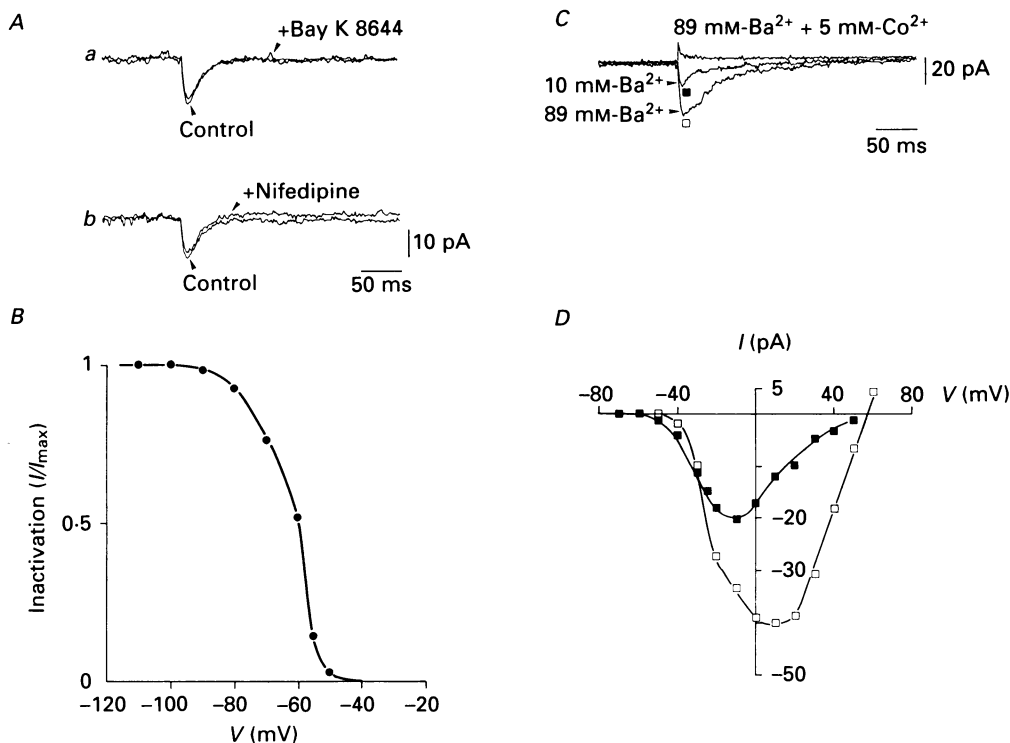 A
a
+Bay K 8644
Control
b
+Nifedipine
Control
10 pA
50 ms
B
Inactivation (I/Imax)
1
0·5
0
−120 −100 −80 −60 −40 −20
V (mV)
C
89 mM-Ba2+ + 5 mM-Co2+
10 mM-Ba2+
89 mM-Ba2+
20 pA
50 ms
D
I (pA)
5
−80 −40 0 40 80 V (mV)
−20
−30
−50